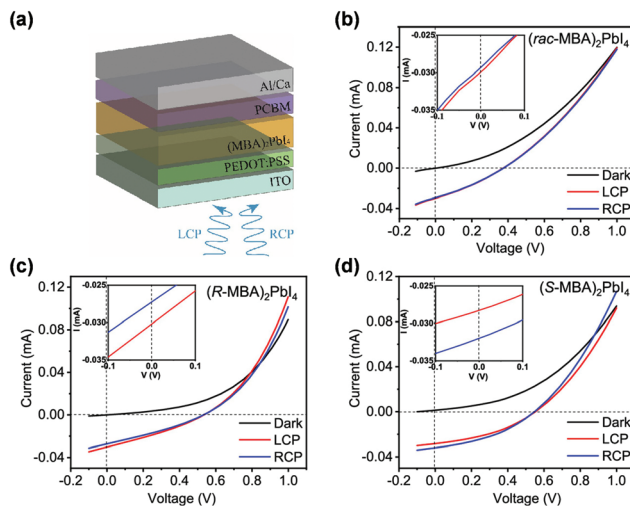 (a)
Al/Ca
PCBM
(MBA)₂PbI₄
PEDOT:PSS
ITO
LCP
RCP
(b)
(rac-MBA)₂PbI₄
Current (mA)
0.12
0.08
0.04
0.00
-0.04
-0.2 0.0 0.2 0.4 0.6 0.8 1.0
Voltage (V)
Dark
LCP
RCP
I (mA)
-0.025
-0.030
-0.035
-0.1 0.0 0.1
V (V)
(c)
(R-MBA)₂PbI₄
Current (mA)
0.12
0.08
0.04
0.00
-0.04
-0.2 0.0 0.2 0.4 0.6 0.8 1.0
Voltage (V)
Dark
LCP
RCP
I (mA)
-0.025
-0.030
-0.035
-0.1 0.0 0.1
V (V)
(d)
(S-MBA)₂PbI₄
Current (mA)
0.12
0.08
0.04
0.00
-0.04
-0.2 0.0 0.2 0.4 0.6 0.8 1.0
Voltage (V)
Dark
LCP
RCP
I (mA)
-0.025
-0.030
-0.035
-0.1 0.0 0.1
V (V)